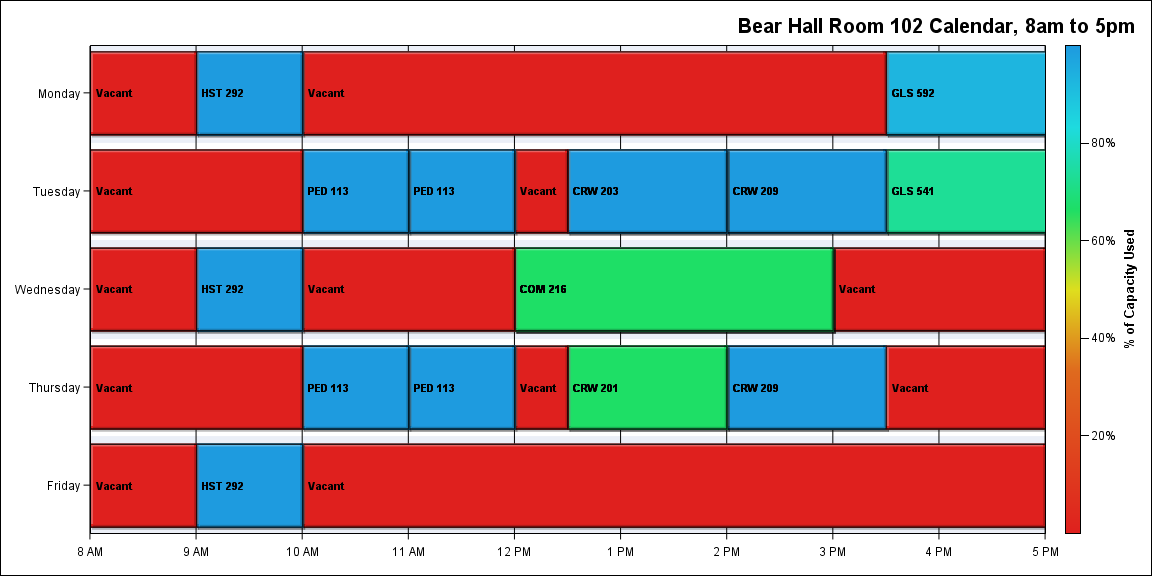 Bear Hall Room 102 Calendar, 8am to 5pm
Monday
Vacant
HST 292
Vacant
GLS 592
Tuesday
Vacant
PED 113
PED 113
Vacant
CRW 203
CRW 209
GLS 541
Wednesday
Vacant
HST 292
Vacant
COM 216
Vacant
Thursday
Vacant
PED 113
PED 113
Vacant
CRW 201
CRW 209
Vacant
Friday
Vacant
HST 292
Vacant
8 AM
9 AM
10 AM
11 AM
12 PM
1 PM
2 PM
3 PM
4 PM
5 PM
80%
60%
40%
20%
% of Capacity Used